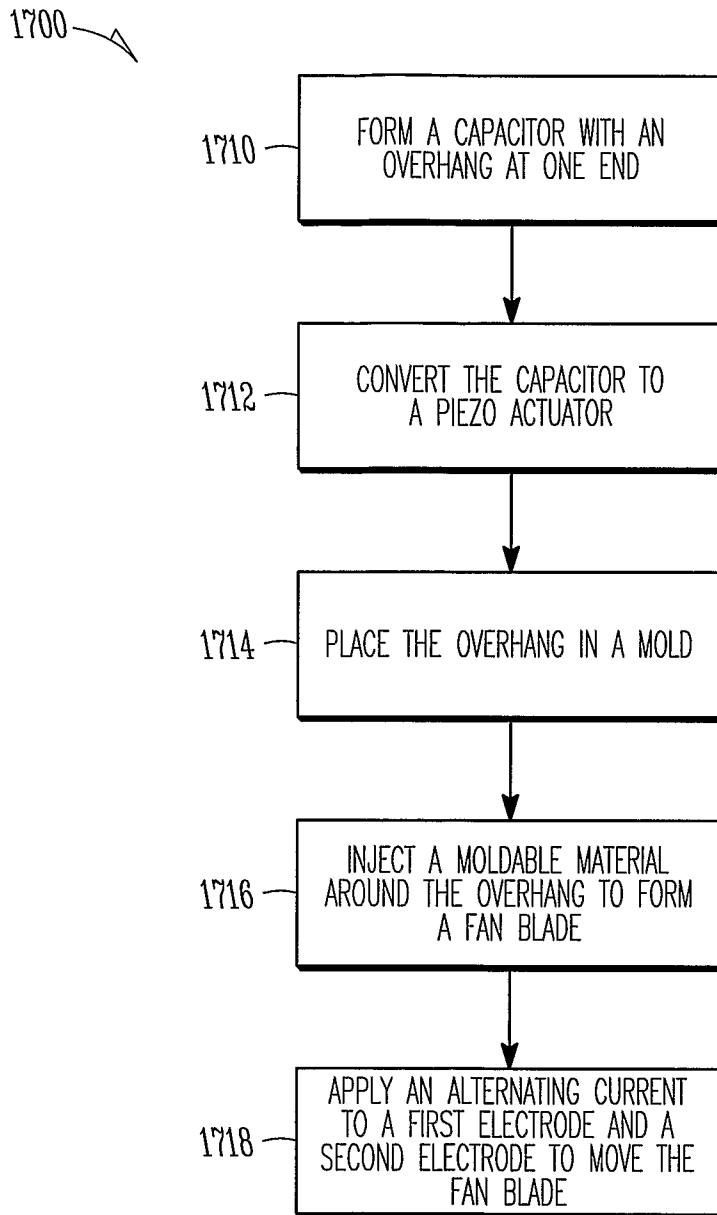 1700
1710
FORM A CAPACITOR WITH AN
OVERHANG AT ONE END
1712
CONVERT THE CAPACITOR TO
A PIEZO ACTUATOR
1714
PLACE THE OVERHANG IN A MOLD
1716
INJECT A MOLDABLE MATERIAL
AROUND THE OVERHANG TO FORM
A FAN BLADE
1718
APPLY AN ALTERNATING CURRENT
TO A FIRST ELECTRODE AND A
SECOND ELECTRODE TO MOVE THE
FAN BLADE